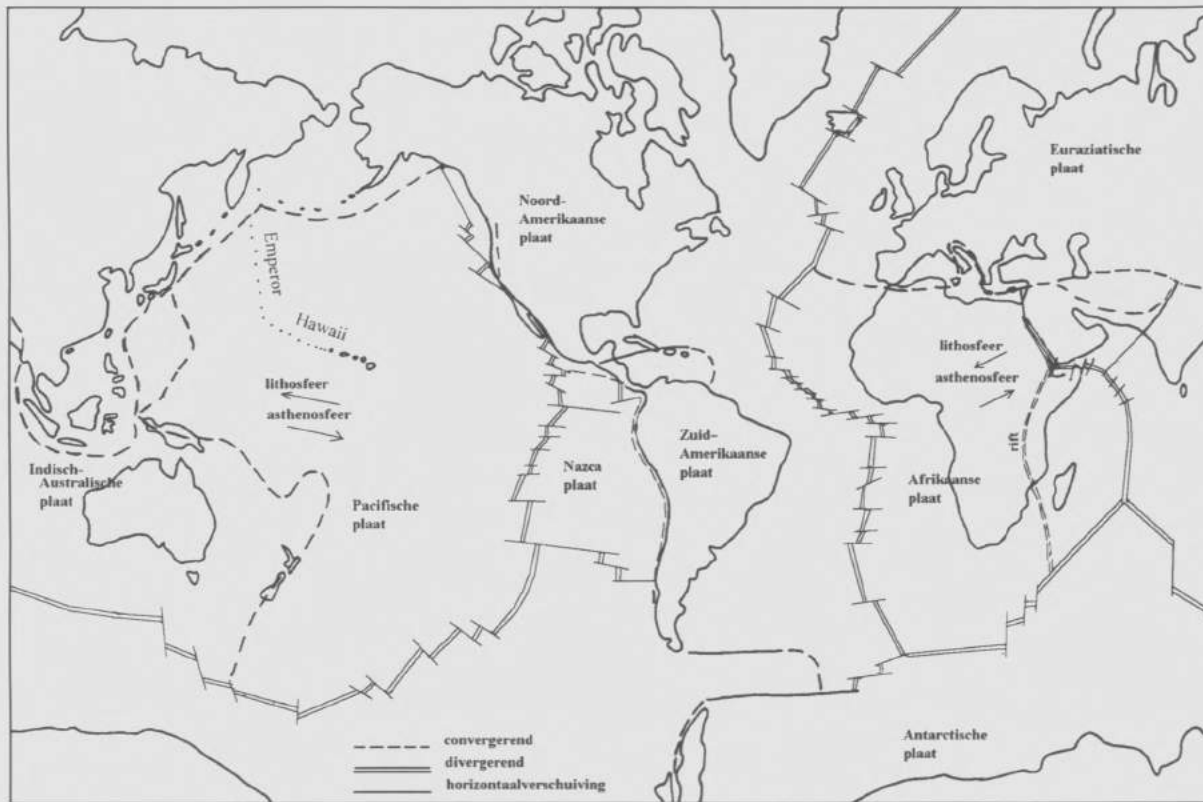 Euraziatische
plaat
Noord-
Amerikaanse
plaat
Emperor
Hawaii
lithosfeer
asthenosfeer
lithosfeer
asthenosfeer
Indisch-
Australische
plaat
Pacifische
plaat
Nazca
plaat
Zuid-
Amerikaanse
plaat
Afrikaanse
plaat
rift
Antarctische
plaat
convergerend
divergerend
horizontaalverschuiving